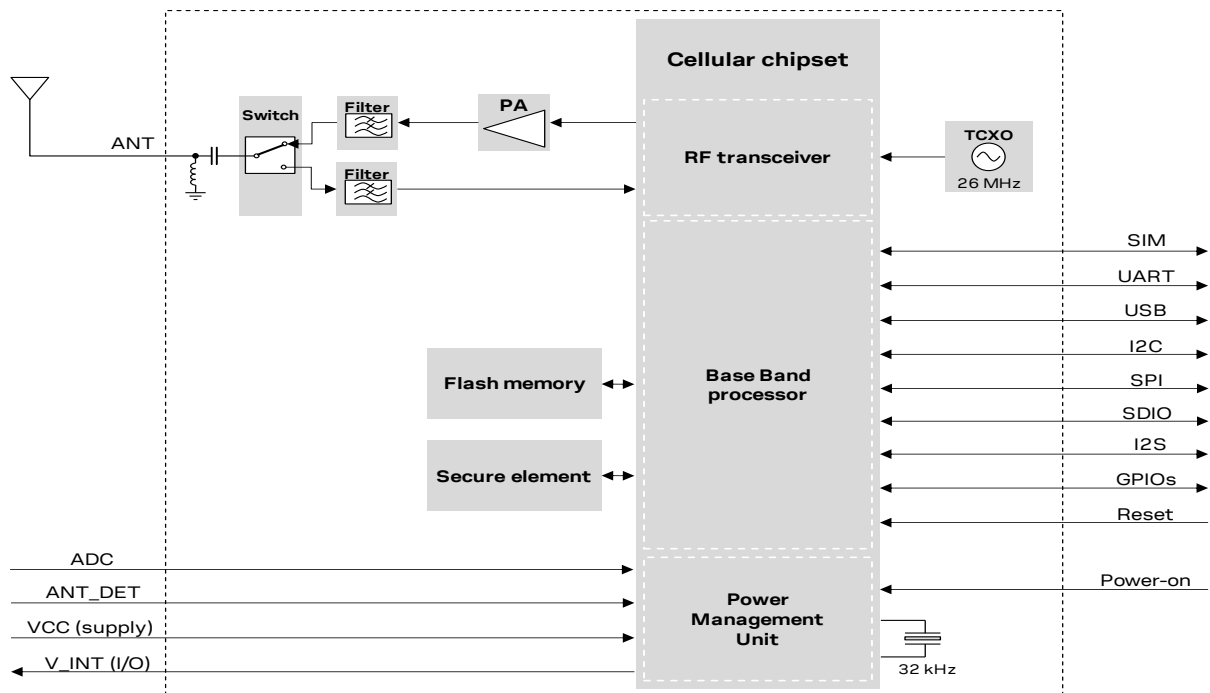 Cellular chipset
ANT
Switch
Filter
PA
Filter
RF transceiver
TCXO
26 MHz
SIM
UART
USB
I2C
SPI
SDIO
I2S
GPIOs
Reset
Flash memory
Base Band
processor
Secure element
ADC
ANT_DET
VCC (supply)
V_INT (I/O)
Power
Management
Unit
Power-on
32 kHz